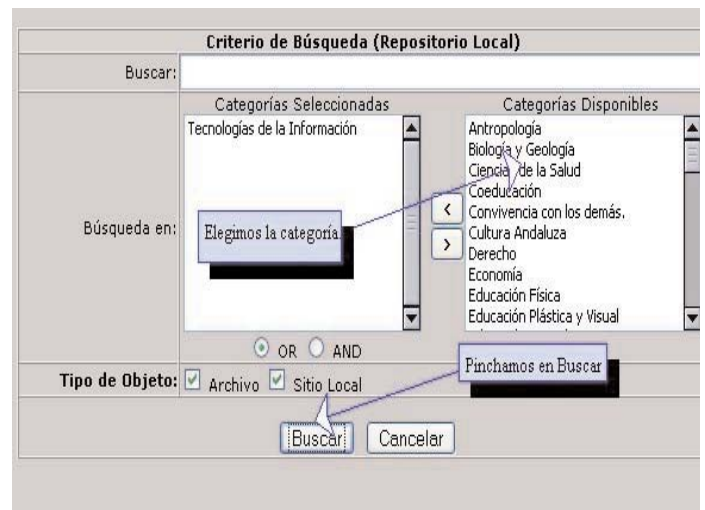 Criterio de Búsqueda (Repositorio Local)
Buscar:
Categorías Seleccionadas
Categorías Disponibles
Búsqueda en:
Tecnologías de la Información
Antropología
Biología y Geología
Ciencias de la Salud
Coeducación
Convivencia con los demás.
Cultura Andaluza
Derecho
Economía
Educación Física
Educación Plástica y Visual
<
>
Elegimos la categoría
OR AND
Pinchamos en Buscar
Tipo de Objeto: Archivo Sitio Local
Buscar Cancelar